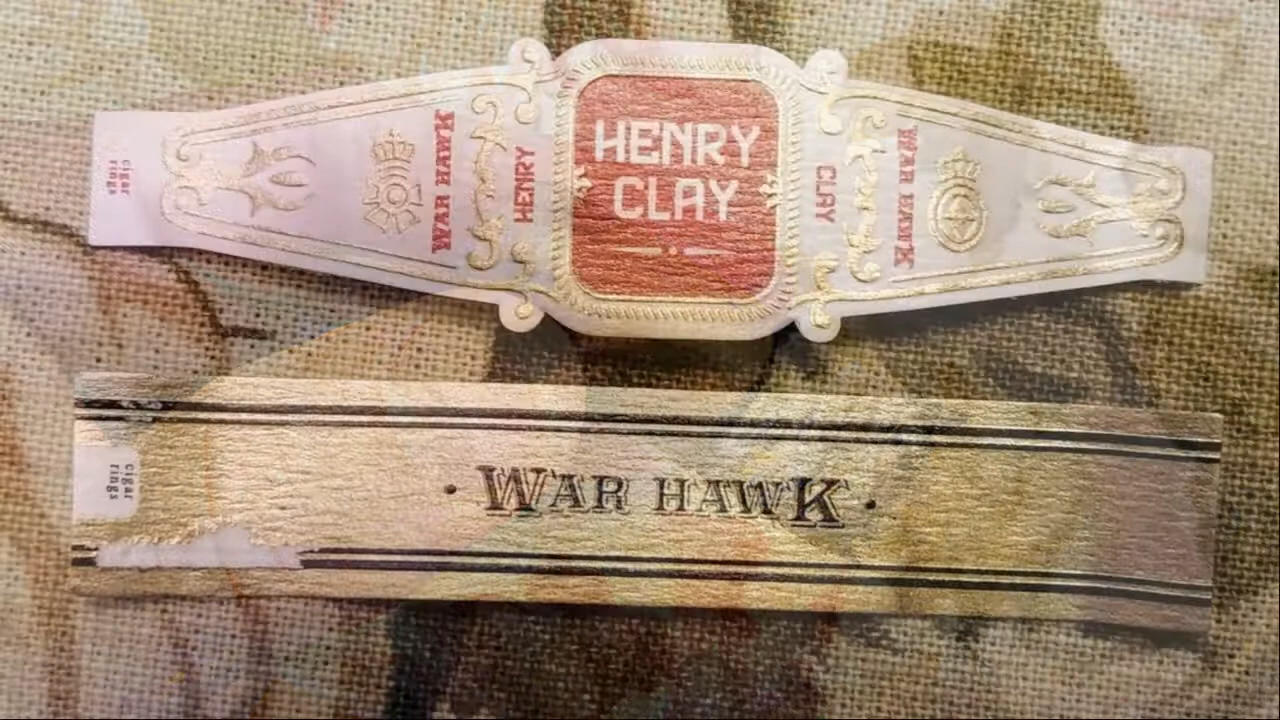 cigar
rings
WAR HAWK
HENRY
HENRY
CLAY
CLAY
WAR HAWK
cigar
rings
• WAR HAWK •